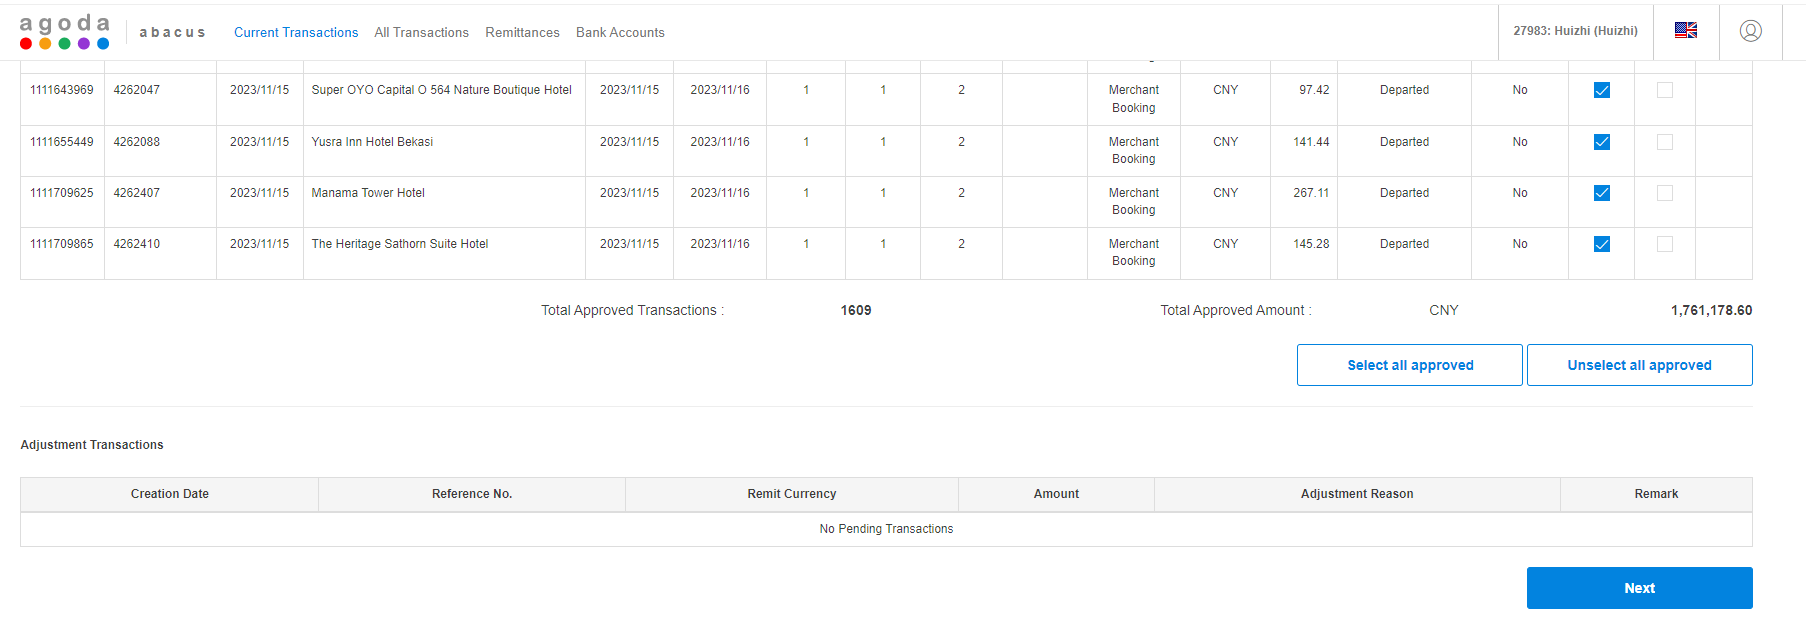 agoda
abacus Current Transactions All Transactions Remittances Bank Accounts 27983: Huizhi (Huizhi)
1111643969 4262047 2023/11/15 Super OYO Capital O 564 Nature Boutique Hotel 2023/11/15 2023/11/16 1 1 2 Merchant CNY 97.42 Departed No
Booking
1111655449 4262088 2023/11/15 Yusra Inn Hotel Bekasi 2023/11/15 2023/11/16 1 1 2 Merchant CNY 141.44 Departed No
Booking
1111709625 4262407 2023/11/15 Manama Tower Hotel 2023/11/15 2023/11/16 1 1 2 Merchant CNY 267.11 Departed No
Booking
1111709865 4262410 2023/11/15 The Heritage Sathorn Suite Hotel 2023/11/15 2023/11/16 1 1 2 Merchant CNY 145.28 Departed No
Booking
Total Approved Transactions : 1609 Total Approved Amount : CNY 1,761,178.60
Select all approved Unselect all approved
Adjustment Transactions
Creation Date Reference No. Remit Currency Amount Adjustment Reason Remark
No Pending Transactions
Next